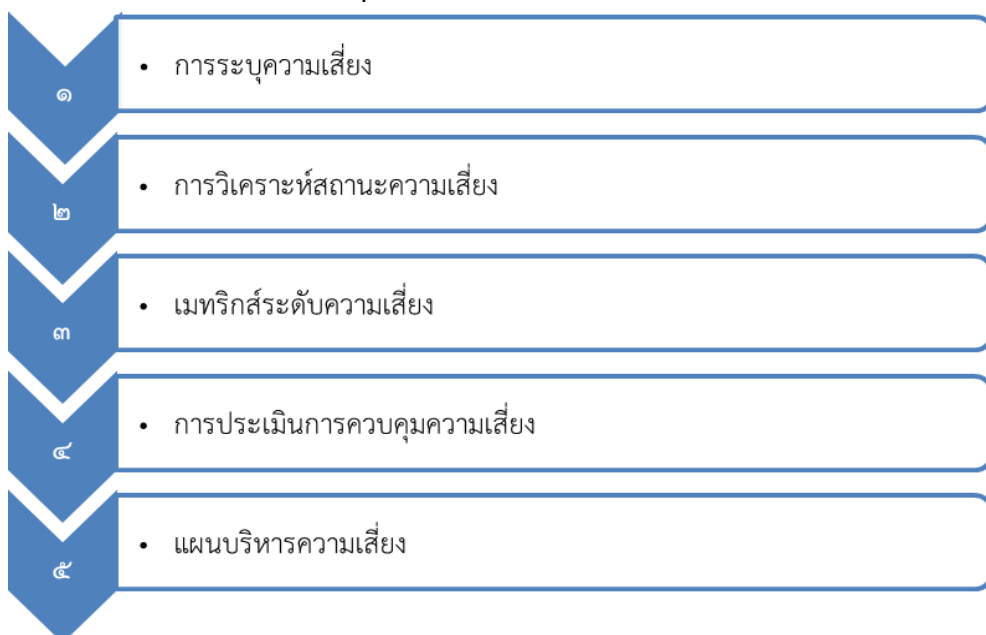 ๑
• การระบุความเสี่ยง
๒
• การวิเคราะห์สถานะความเสี่ยง
๓
• เมทริกส์ระดับความเสี่ยง
๔
• การประเมินการควบคุมความเสี่ยง
๕
• แผนบริหารความเสี่ยง